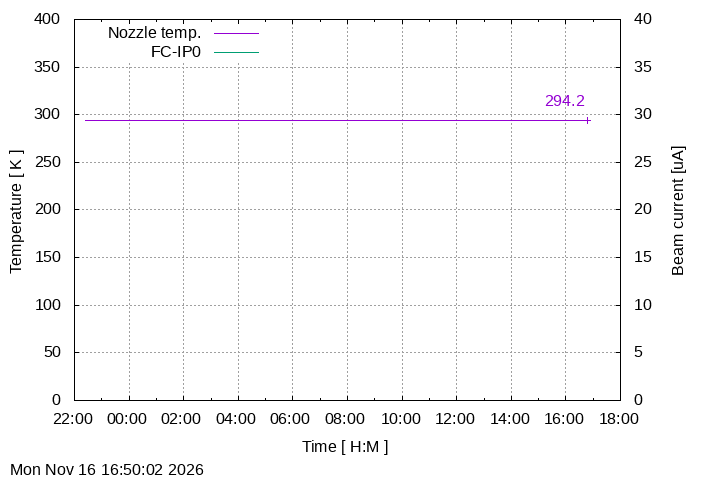 Nozzle temp.
FC-IP0
294.2
400
350
300
250
200
150
100
50
0
40
35
30
25
20
15
10
5
0
Temperature [ K ]
Beam current [uA]
22:00 00:00 02:00 04:00 06:00 08:00 10:00 12:00 14:00 16:00 18:00
Time [ H:M ]
Mon Nov 16 16:50:02 2026